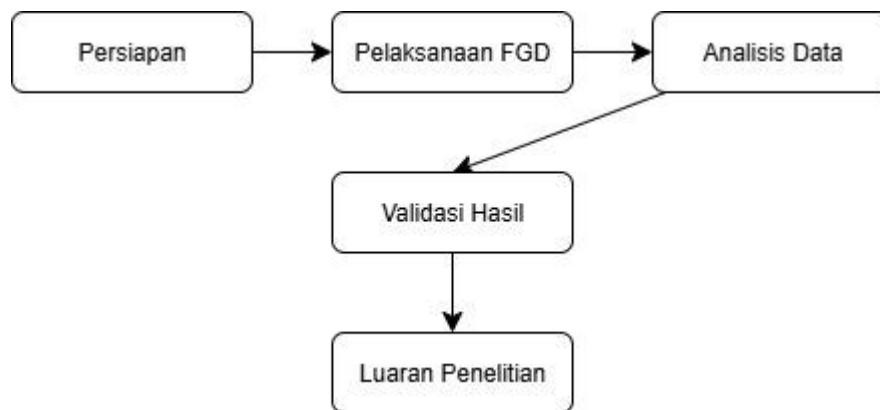 Persiapan
Pelaksanaan FGD
Analisis Data
Validasi Hasil
Luaran Penelitian